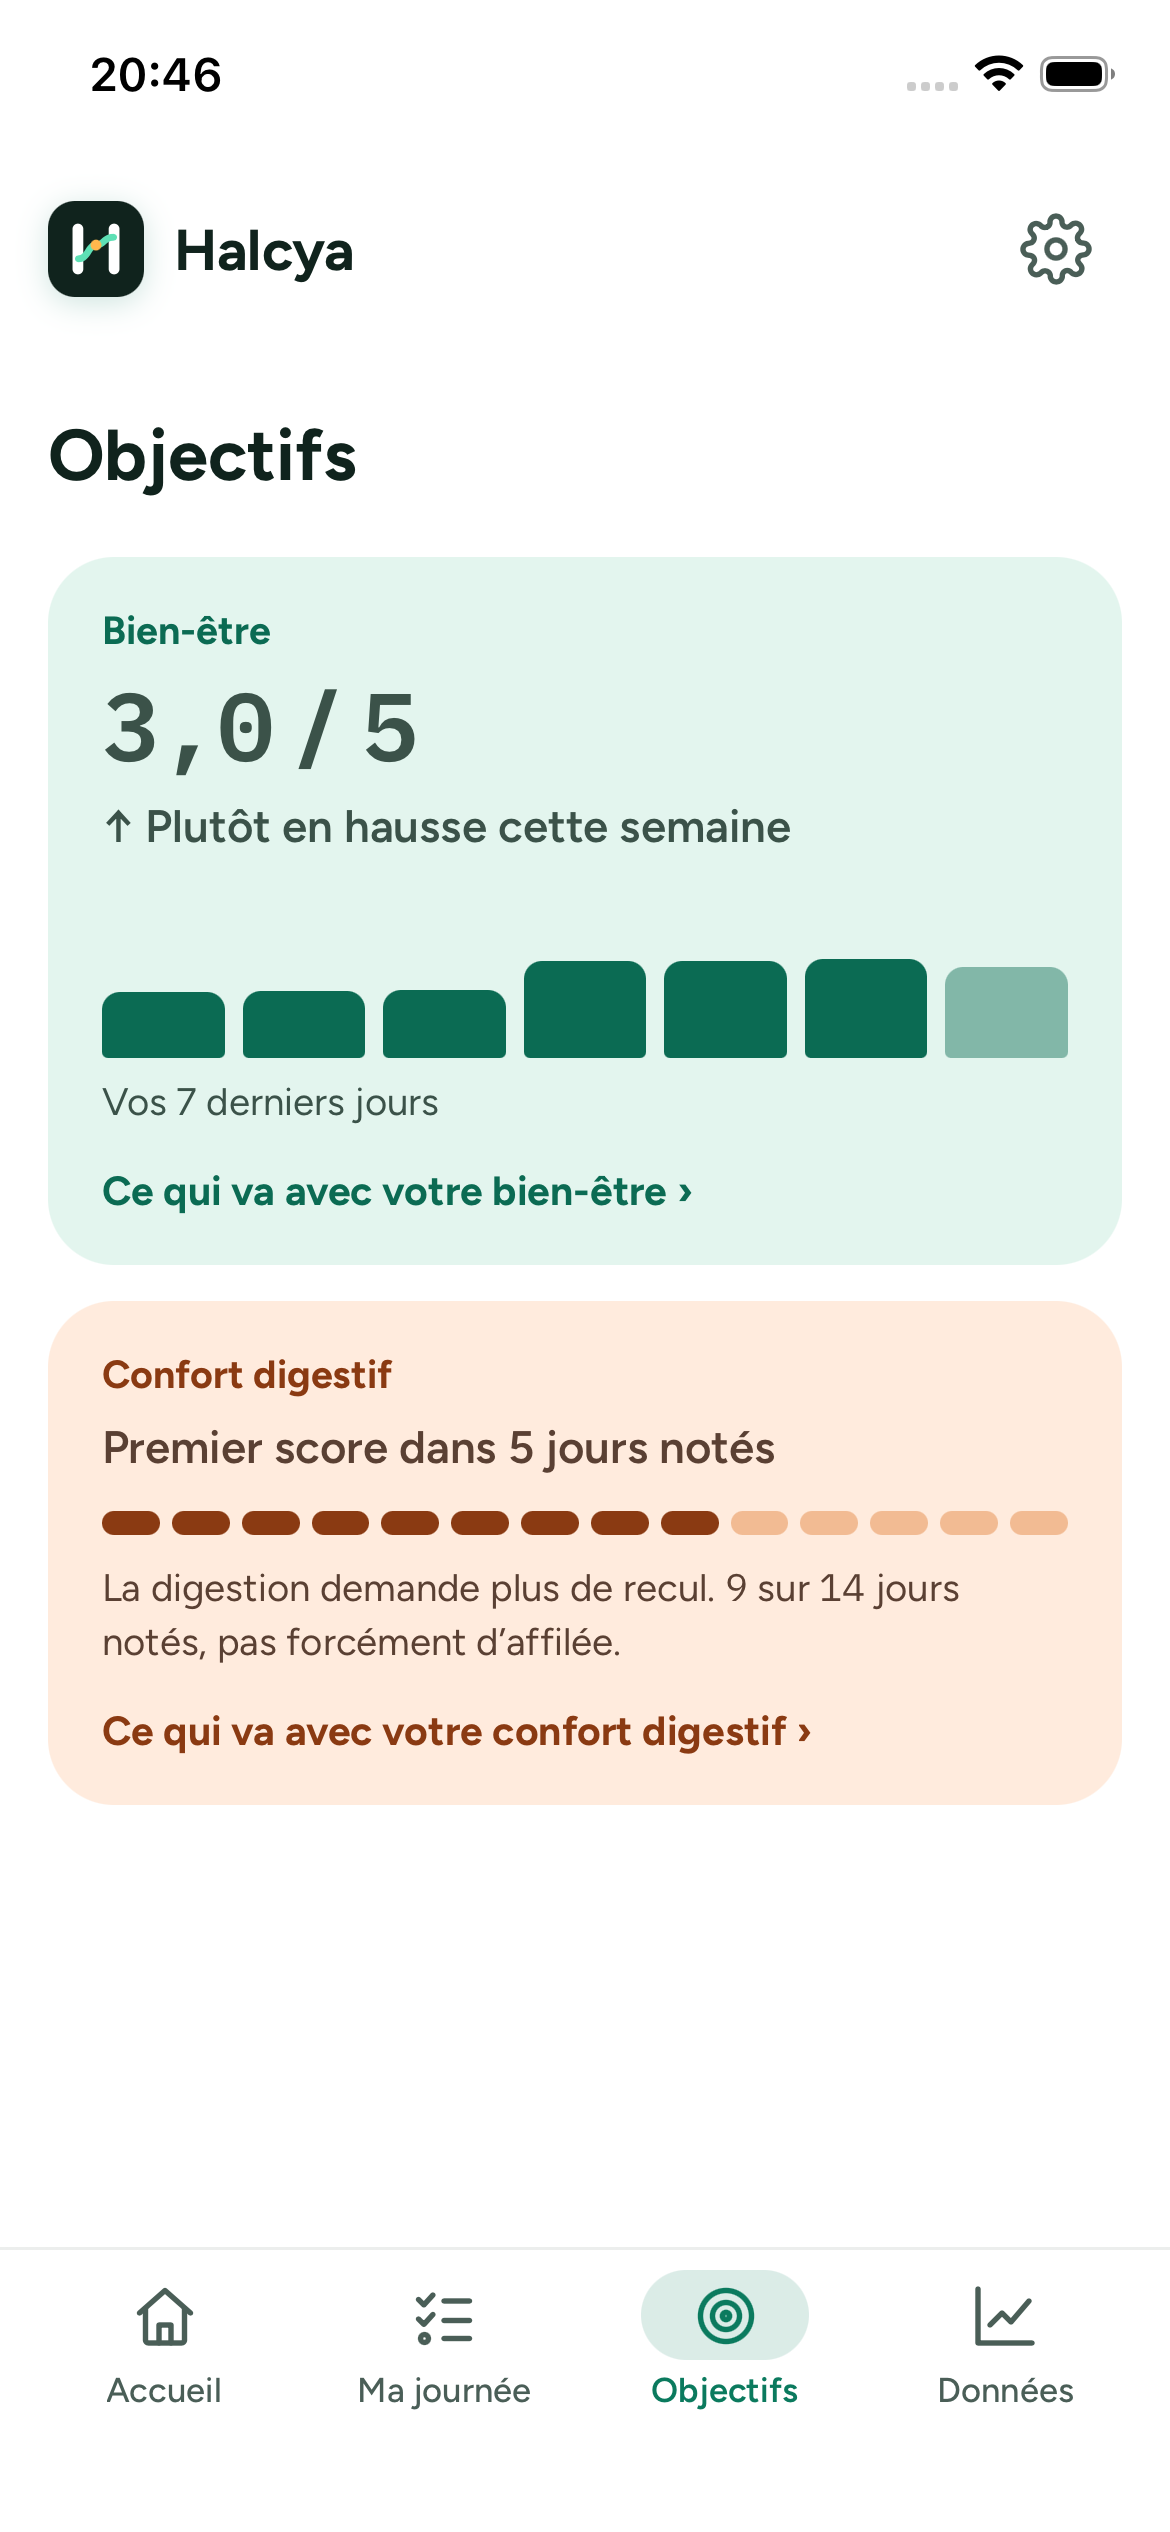 20:46
Halcya
Objectifs
Bien-être
3,0/5
↑ Plutôt en hausse cette semaine
Vos 7 derniers jours
Ce qui va avec votre bien-être ›
Confort digestif
Premier score dans 5 jours notés
La digestion demande plus de recul. 9 sur 14 jours
notés, pas forcément d’affilée.
Ce qui va avec votre confort digestif ›
Accueil
Ma journée
Objectifs
Données